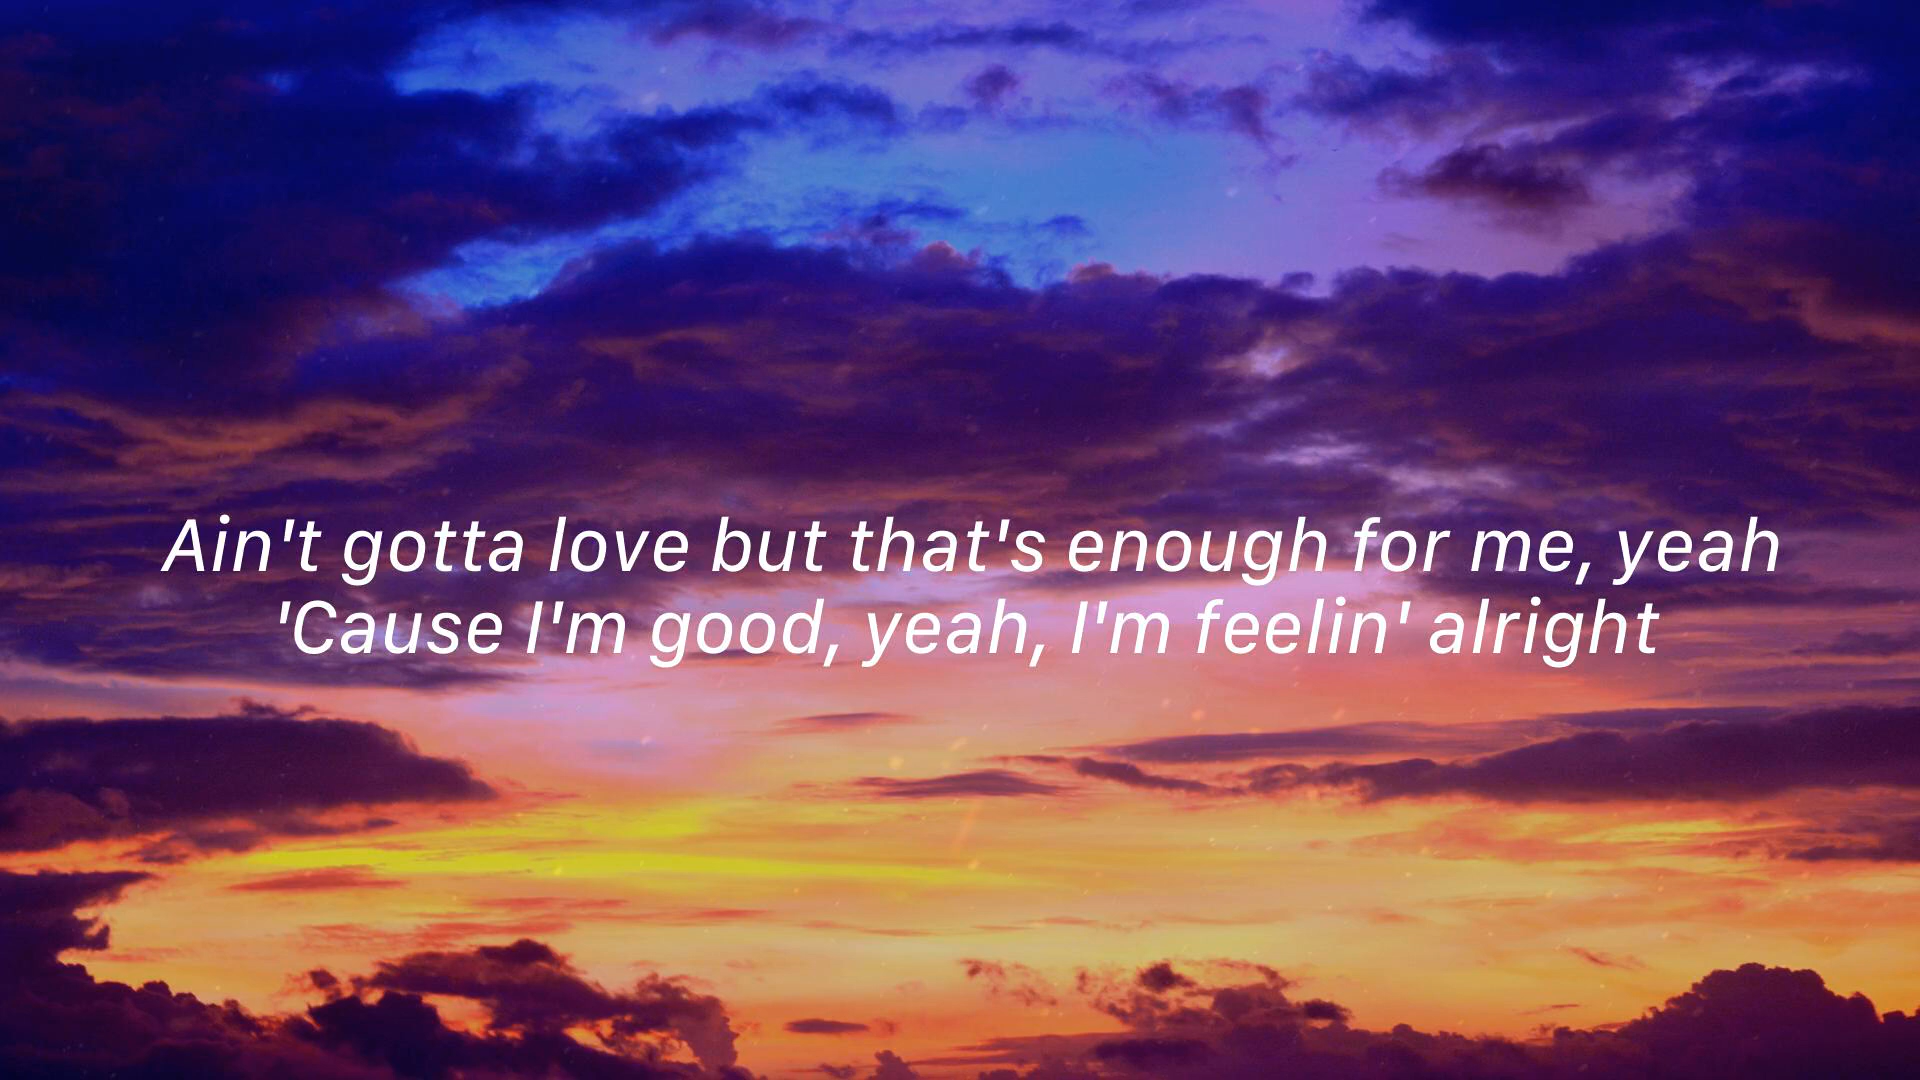 Ain't gotta love but that's enough for me, yeah
'Cause I'm good, yeah, I'm feelin' alright